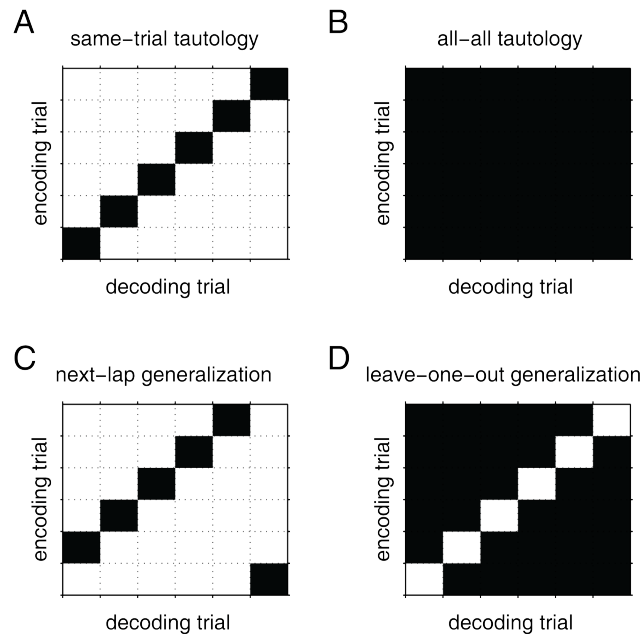 A
same-trial tautology
encoding trial
decoding trial
B
all-all tautology
encoding trial
decoding trial
C
next-lap generalization
encoding trial
decoding trial
D
leave-one-out generalization
encoding trial
decoding trial